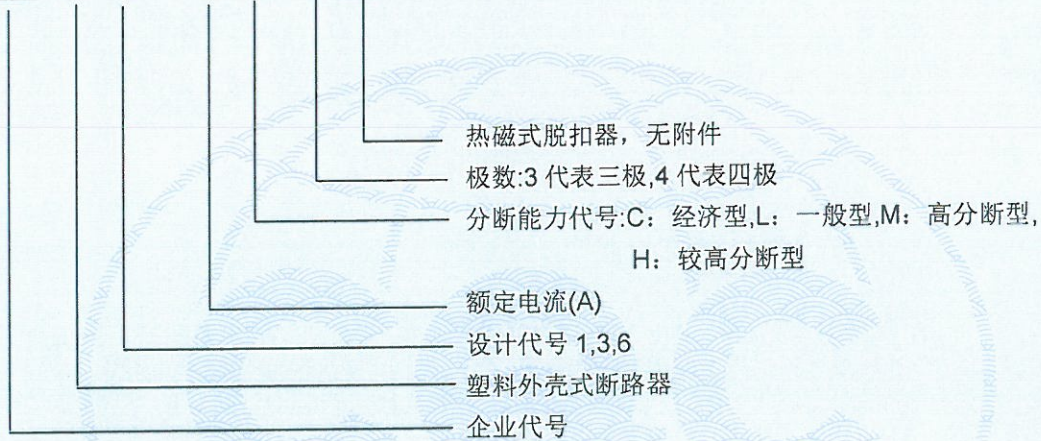 热磁式脱扣器，无附件
极数:3 代表三极,4 代表四极
分断能力代号:C：经济型,L：一般型,M：高分断型,
H：较高分断型
额定电流(A)
设计代号 1,3,6
塑料外壳式断路器
企业代号